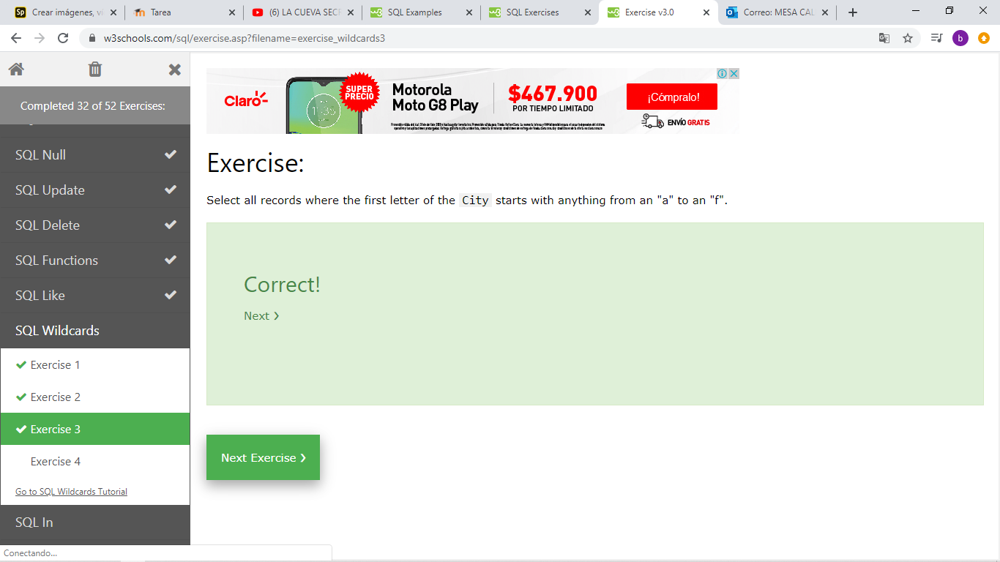 Crear imágenes, ví
Tarea
(6) LA CUEVA SECR
SQL Examples
SQL Exercises
Exercise v3.0
Correo: MESA CAL
w3schools.com/sql/exercise.asp?filename=exercise_wildcards3
b
Completed 32 of 52 Exercises:
SQL Null
SQL Update
SQL Delete
SQL Functions
SQL Like
SQL Wildcards
Exercise 1
Exercise 2
Exercise 3
Exercise 4
Go to SQL Wildcards Tutorial
SQL In
Conectando...
Claro
SUPER
PRECIO
11:35
Motorola
Moto G8 Play
$467.900
POR TIEMPO LIMITADO
¡Cómpralo!
ENVÍO GRATIS
Exercise:
Select all records where the first letter of the City starts with anything from an "a" to an "f".
Correct!
Next ❯
Next Exercise ❯